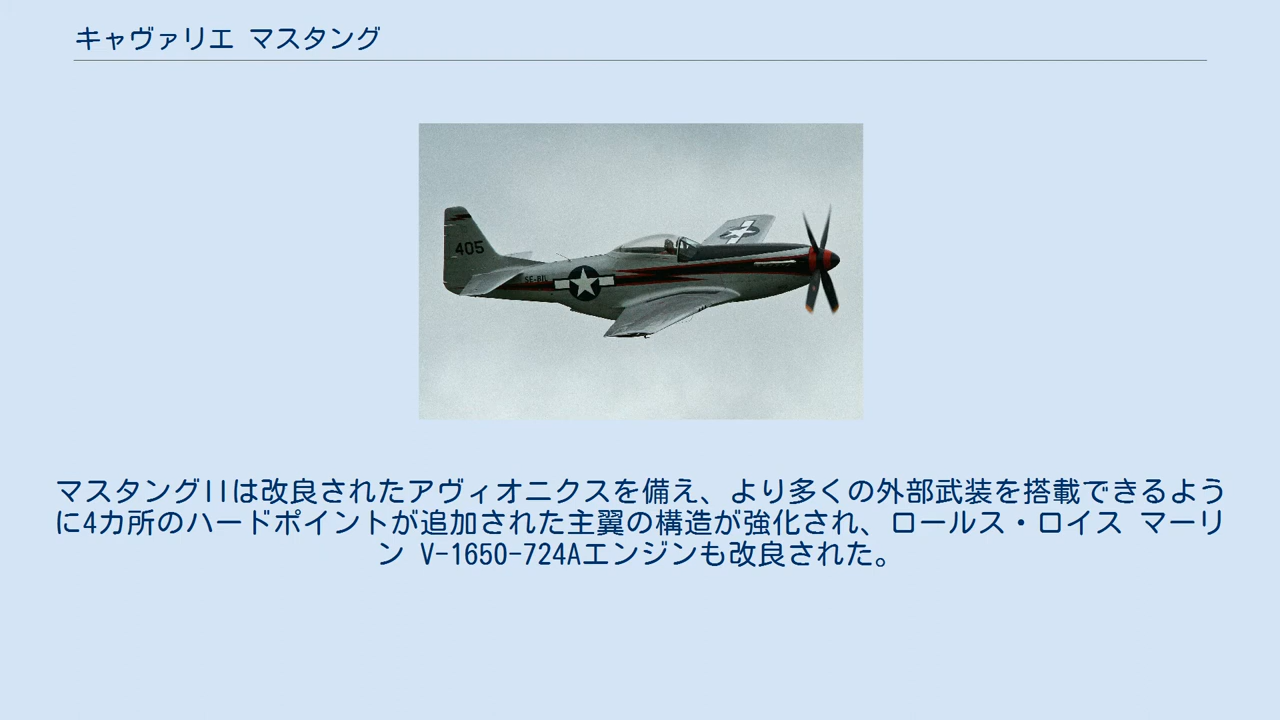 キャヴァリエ マスタング
405
SE-BIL
マスタングIIは改良されたアヴィオニクスを備え、より多くの外部武装を搭載できるよう
に4カ所のハードポイントが追加された主翼の構造が強化され、ロールス・ロイス マーリ
ン V-1650-724Aエンジンも改良された。